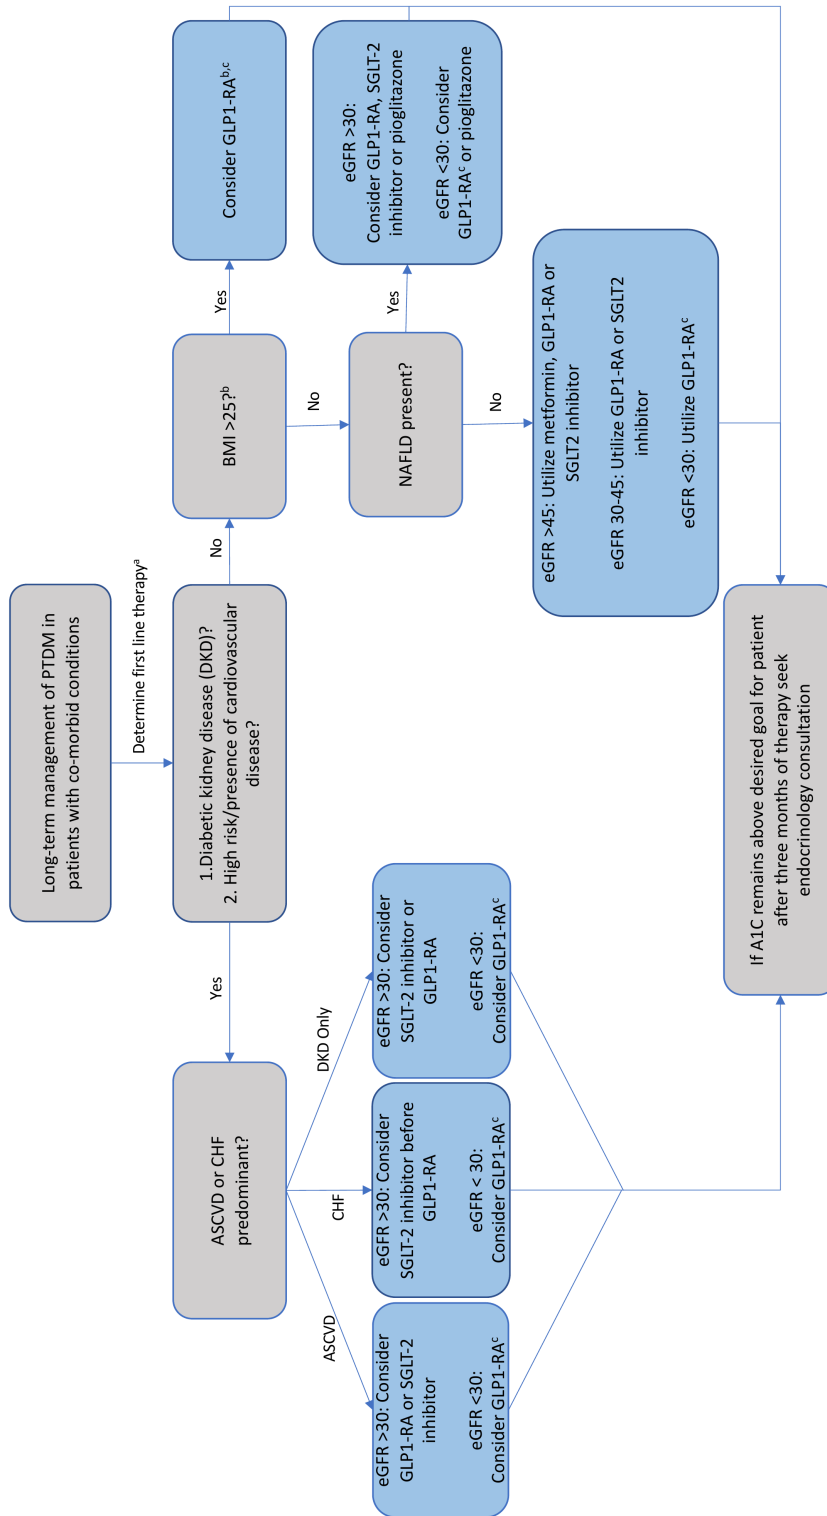 Long-term management of PTDM in
patients with co-morbid conditions
Determine first line therapyᵃ
1.Diabetic kidney disease (DKD)?
2. High risk/presence of cardiovascular
disease?
Yes
No
ASCVD or CHF
predominant?
BMI >25?ᵇ
Yes
Consider GLP1-RAᵇ,ᶜ
No
NAFLD present?
Yes
eGFR >30:
Consider GLP1-RA, SGLT-2
inhibitor or pioglitazone
eGFR <30: Consider
GLP1-RAᶜ or pioglitazone
No
ASCVD
CHF
DKD Only
eGFR >30: Consider
GLP1-RA or SGLT-2
inhibitor
eGFR <30:
Consider GLP1-RAᶜ
eGFR >30: Consider
SGLT-2 inhibitor before
GLP1-RA
eGFR < 30:
Consider GLP1-RAᶜ
eGFR >30: Consider
SGLT-2 inhibitor or
GLP1-RA
eGFR <30:
Consider GLP1-RAᶜ
eGFR >45: Utilize metformin, GLP1-RA or
SGLT2 inhibitor
eGFR 30-45: Utilize GLP1-RA or SGLT2
inhibitor
eGFR <30: Utilize GLP1-RAᶜ
If A1C remains above desired goal for patient
after three months of therapy seek
endocrinology consultation